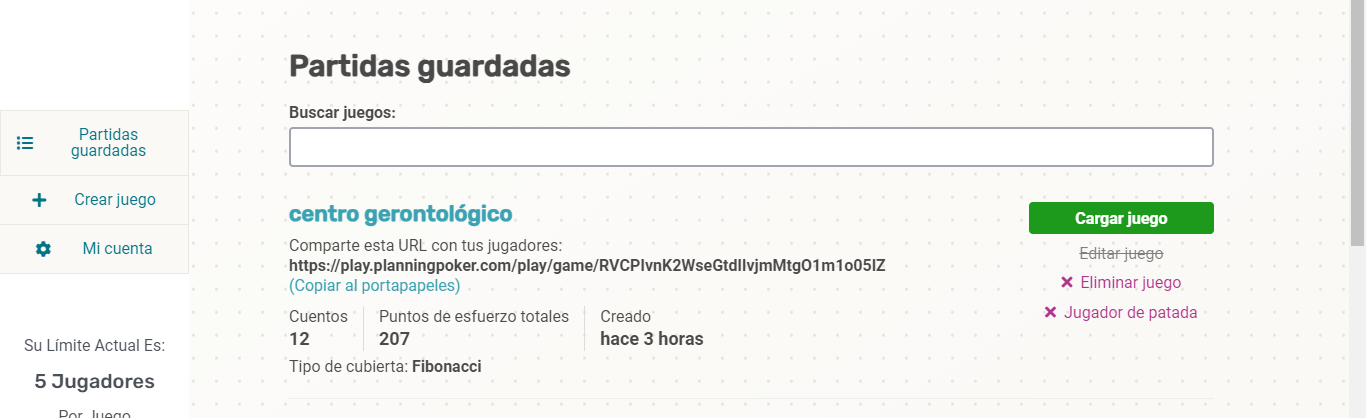 Partidas guardadas
Buscar juegos:
Partidas
guardadas
Crear juego
Mi cuenta
Su Límite Actual Es:
5 Jugadores
Por Juego
centro gerontológico
Comparte esta URL con tus jugadores:
https://play.planningpoker.com/play/game/RVCPlvnK2WseGtdlIvjmMtgO1m1o05lZ
(Copiar al portapapeles)
Cuentos
12
Puntos de esfuerzo totales
207
Creado
hace 3 horas
Tipo de cubierta: Fibonacci
Cargar juego
Editar juego
Eliminar juego
Jugador de patada